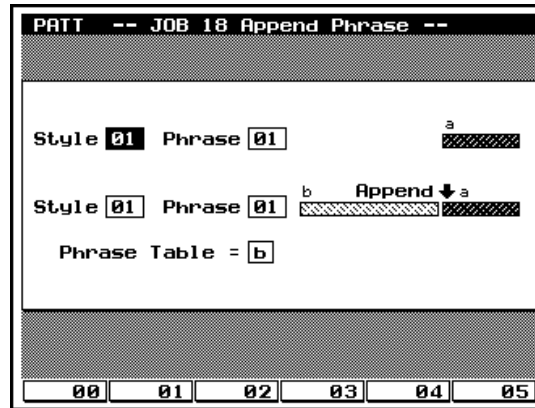 PATT -- JOB 18 Append Phrase --
a
Style 01 Phrase 01
b Append a
Style 01 Phrase 01
Phrase Table = b
00 01 02 03 04 05